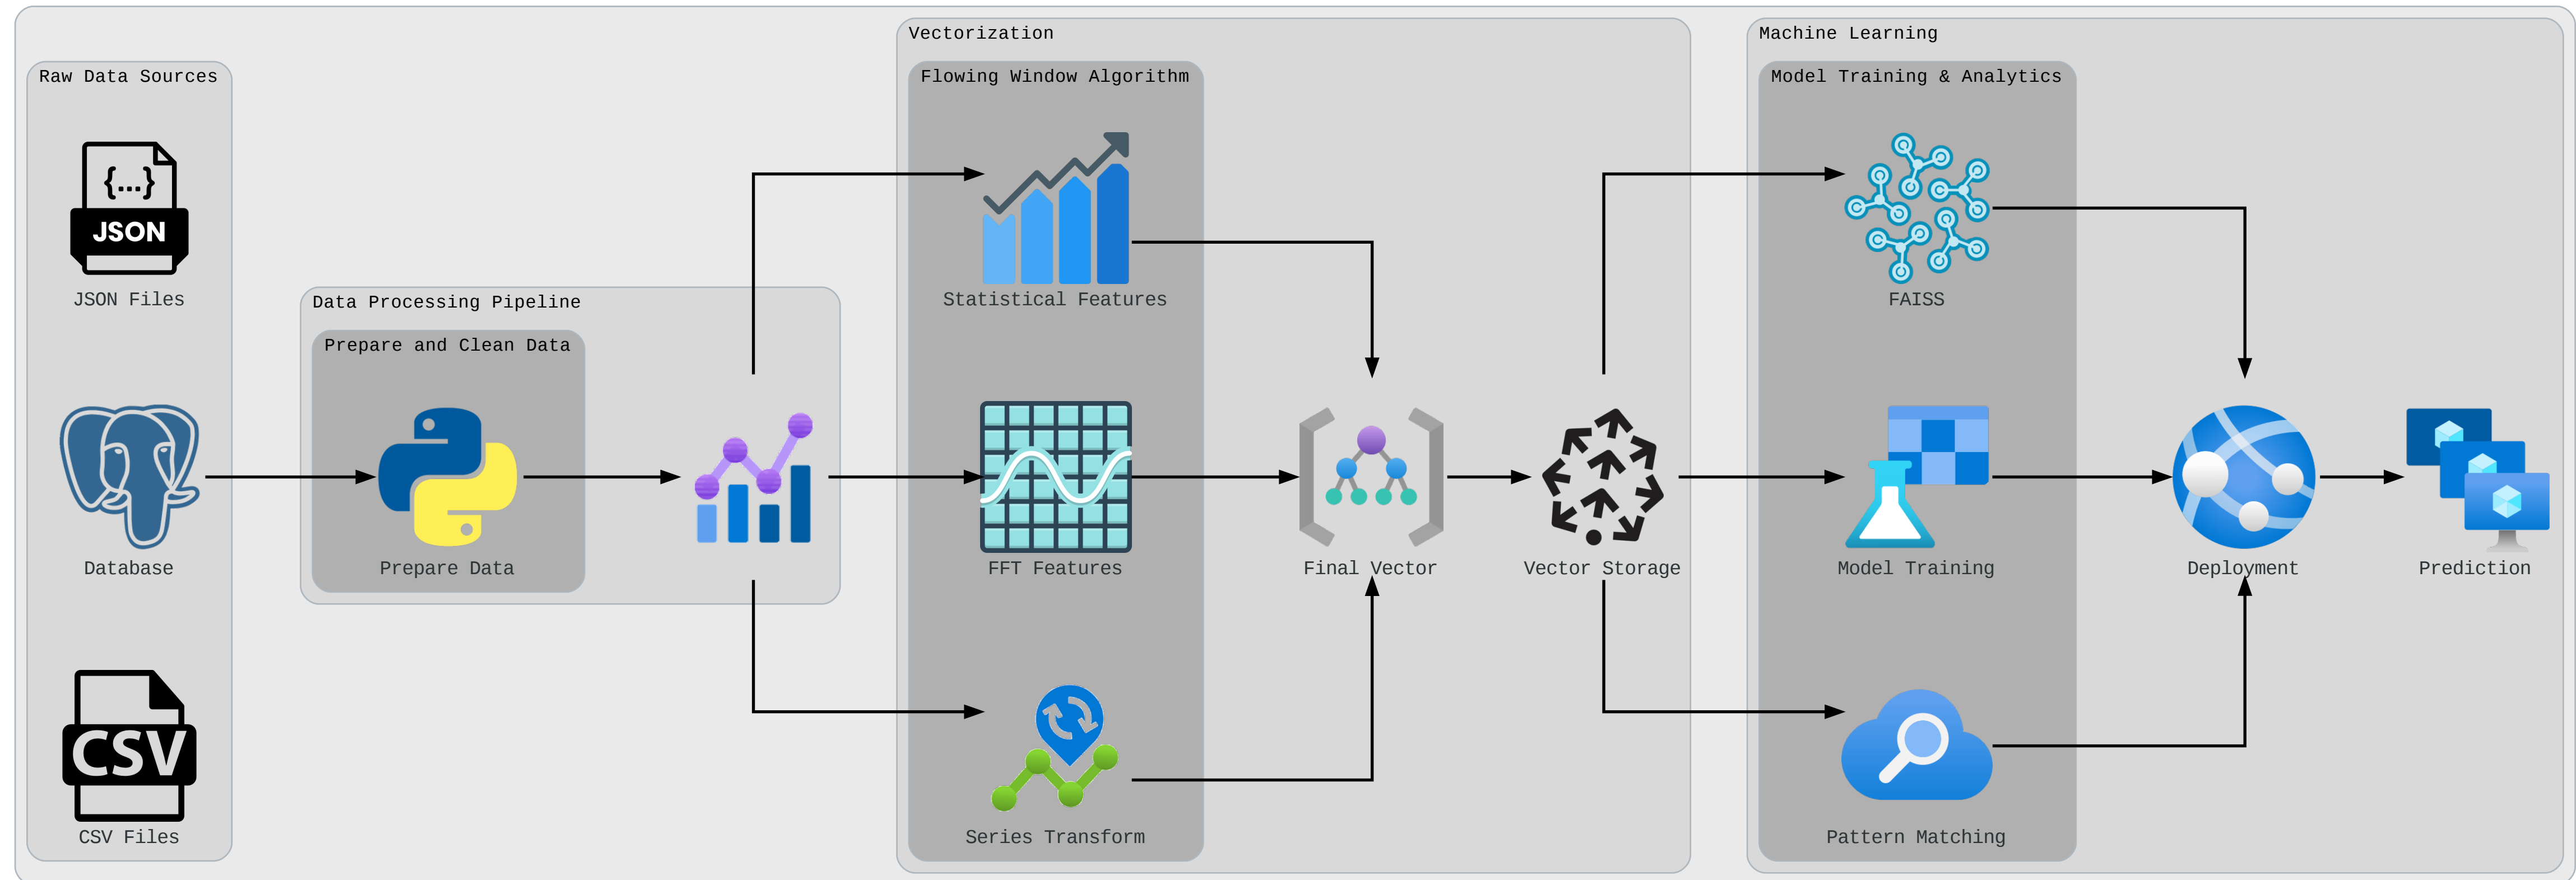 Raw Data Sources
{...}
JSON
JSON Files
Database
CSV
CSV Files
Data Processing Pipeline
Prepare and Clean Data
Prepare Data
Vectorization
Flowing Window Algorithm
Statistical Features
FFT Features
Series Transform
Final Vector
Vector Storage
Machine Learning
Model Training & Analytics
FAISS
Model Training
Pattern Matching
Deployment
Prediction